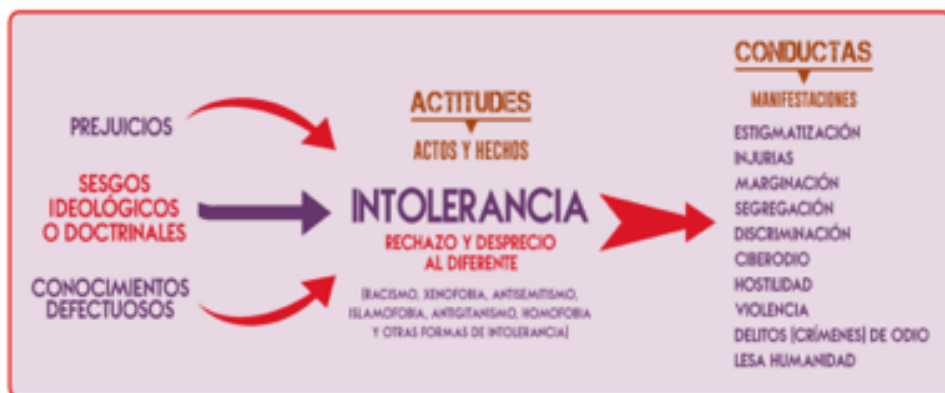 PREJUICIOS
SESGOS
IDEOLÓGICOS
O DOCTRINALES
CONOCIMIENTOS
DEFECTUOSOS
ACTITUDES
ACTOS Y HECHOS
INTOLERANCIA
RECHAZO Y DESPRECIO
AL DIFERENTE
(RACISMO, XENOFOBIA, ANTISEMITISMO,
ISLAMOFOBIA, ANTIGITANISMO, HOMOFOBIA
Y OTRAS FORMAS DE INTOLERANCIA)
CONDUCTAS
MANIFESTACIONES
ESTIGMATIZACIÓN
INJURIAS
MARGINACIÓN
SEGREGACIÓN
DISCRIMINACIÓN
CIBERODIO
HOSTILIDAD
VIOLENCIA
DELITOS (CRÍMENES) DE ODIO
LESA HUMANIDAD